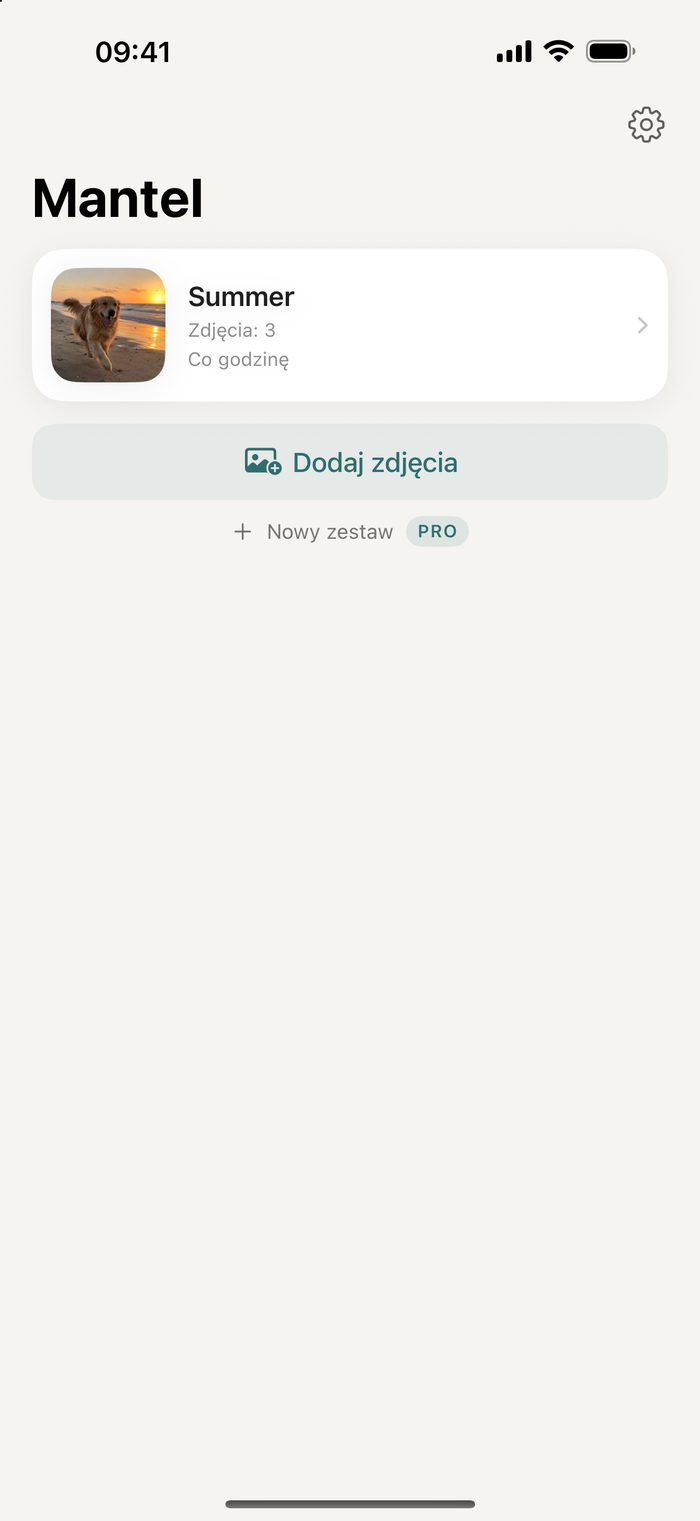 09:41
Mantel
Summer
Zdjęcia: 3
Co godzinę
Dodaj zdjęcia
Nowy zestaw PRO